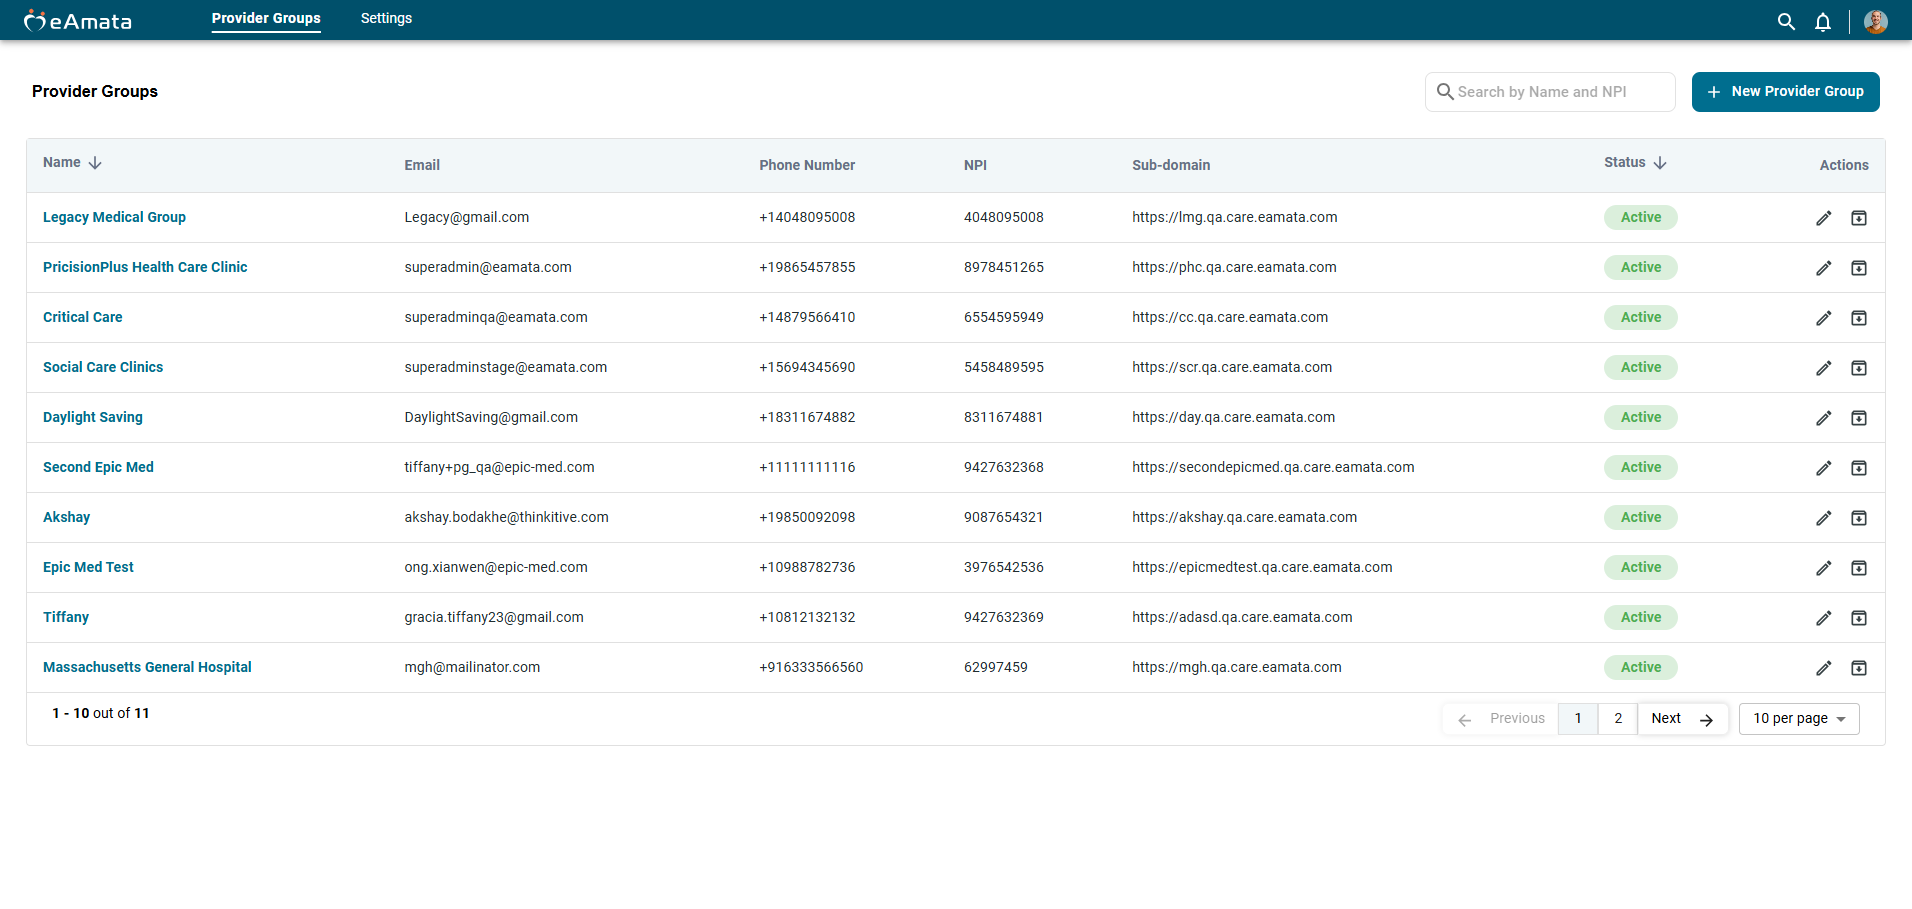 eAmata Provider Groups Settings
Provider Groups Search by Name and NPI New Provider Group
Name Email Phone Number NPI Sub-domain Status Actions
Legacy Medical Group Legacy@gmail.com +14048095008 4048095008 https://lmg.qa.care.eamata.com Active
PricisionPlus Health Care Clinic superadmin@eamata.com +19865457855 8978451265 https://phc.qa.care.eamata.com Active
Critical Care superadminqa@eamata.com +14879566410 6554595949 https://cc.qa.care.eamata.com Active
Social Care Clinics superadminstage@eamata.com +15694345690 5458489595 https://scr.qa.care.eamata.com Active
Daylight Saving DaylightSaving@gmail.com +18311674882 8311674881 https://day.qa.care.eamata.com Active
Second Epic Med tiffany+pg_qa@epic-med.com +11111111116 9427632368 https://secondepicmed.qa.care.eamata.com Active
Akshay akshay.bodakhe@thinkitive.com +19850092098 9087654321 https://akshay.qa.care.eamata.com Active
Epic Med Test ong.xianwen@epic-med.com +10988782736 3976542536 https://epicmedtest.qa.care.eamata.com Active
Tiffany gracia.tiffany23@gmail.com +10812132132 9427632369 https://adasd.qa.care.eamata.com Active
Massachusetts General Hospital mgh@mailinator.com +916333566560 62997459 https://mgh.qa.care.eamata.com Active
1 - 10 out of 11 Previous 1 2 Next 10 per page